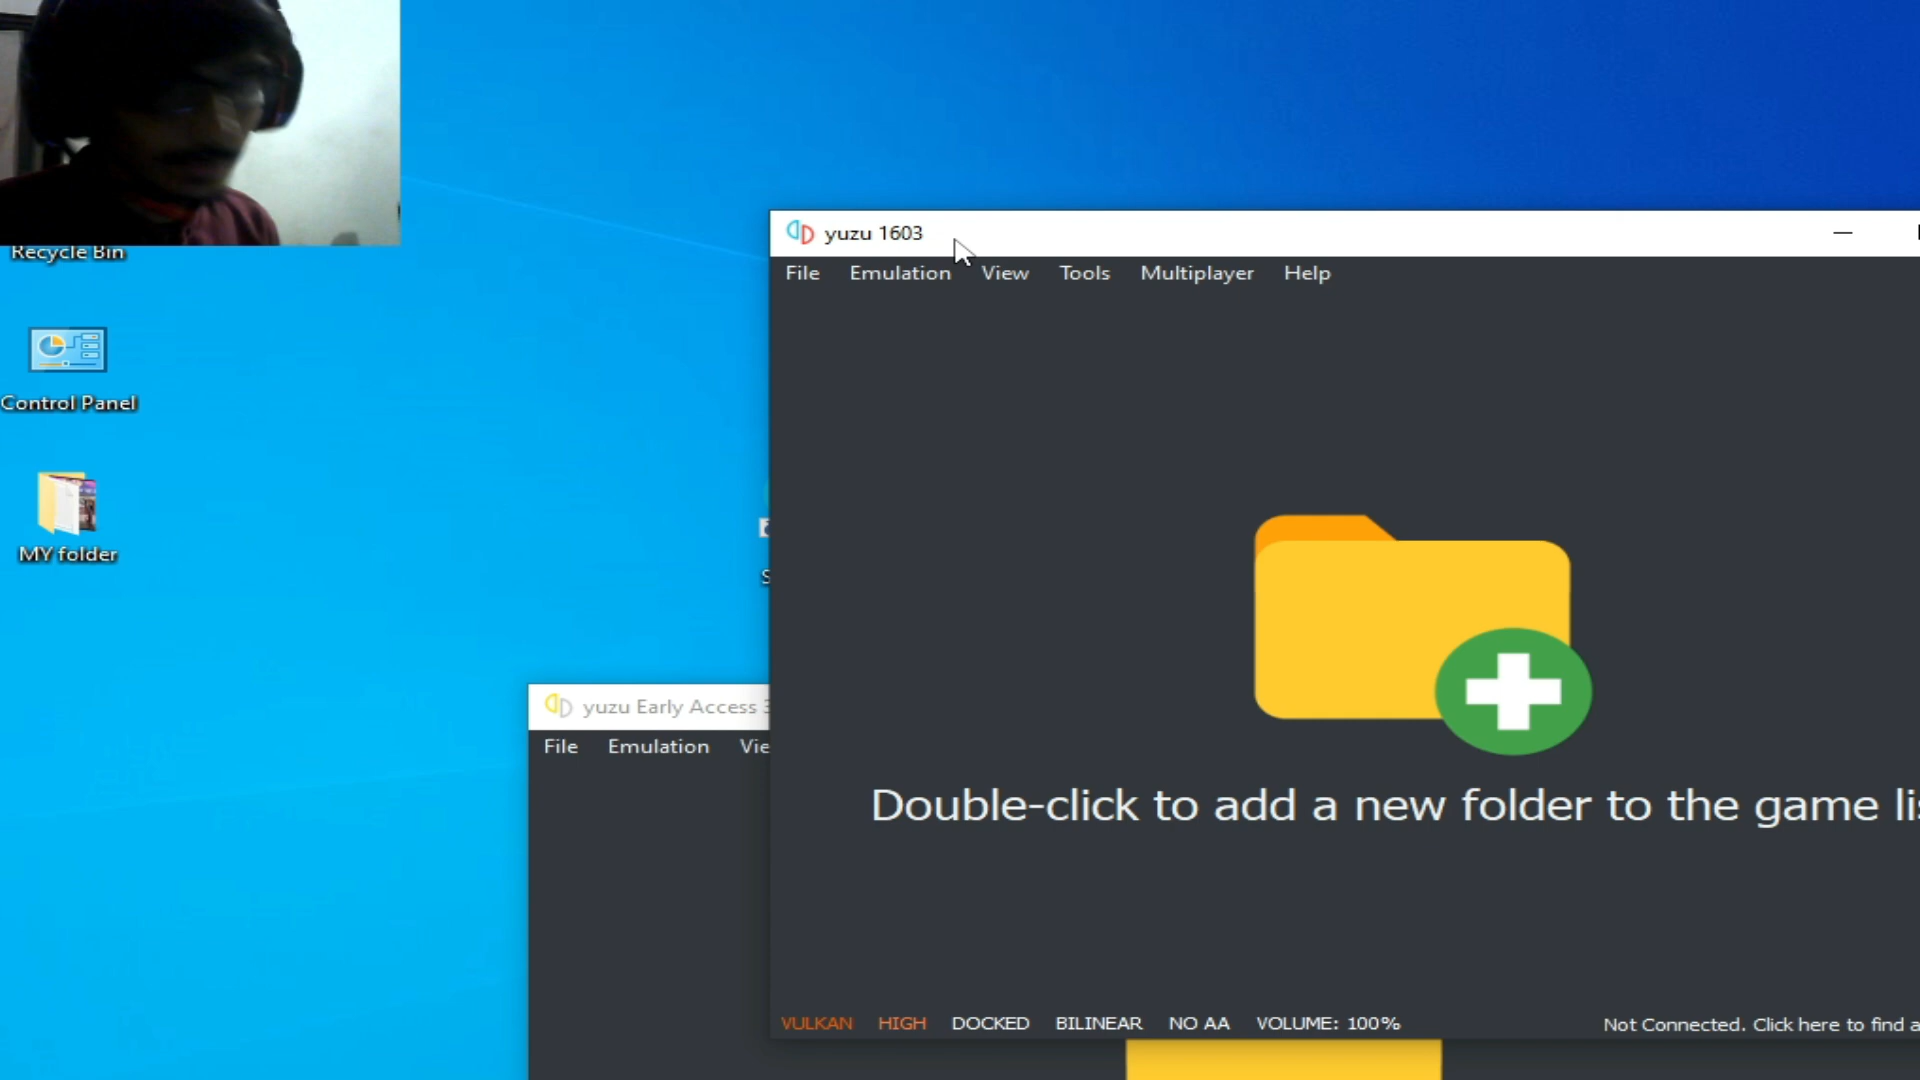 Recycle Bin
Control Panel
MY folder
yuzu 1603
File Emulation View Tools Multiplayer Help
Double-click to add a new folder to the game
VULKAN HIGH DOCKED BILINEAR NO AA VOLUME: 100% Not Connected. Click here to find a
yuzu Early Access
File Emulation Vie